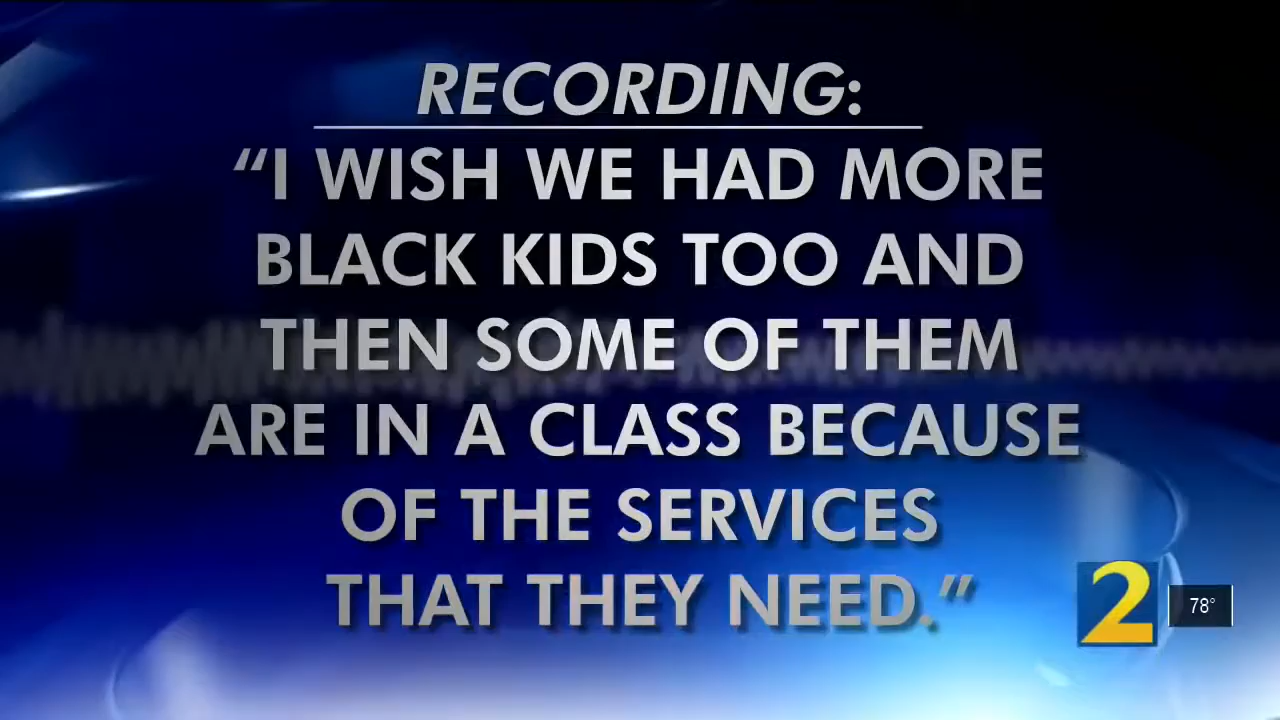 RECORDING:
“I WISH WE HAD MORE
BLACK KIDS TOO AND
THEN SOME OF THEM
ARE IN A CLASS BECAUSE
OF THE SERVICES
THAT THEY NEED.”
2
78°